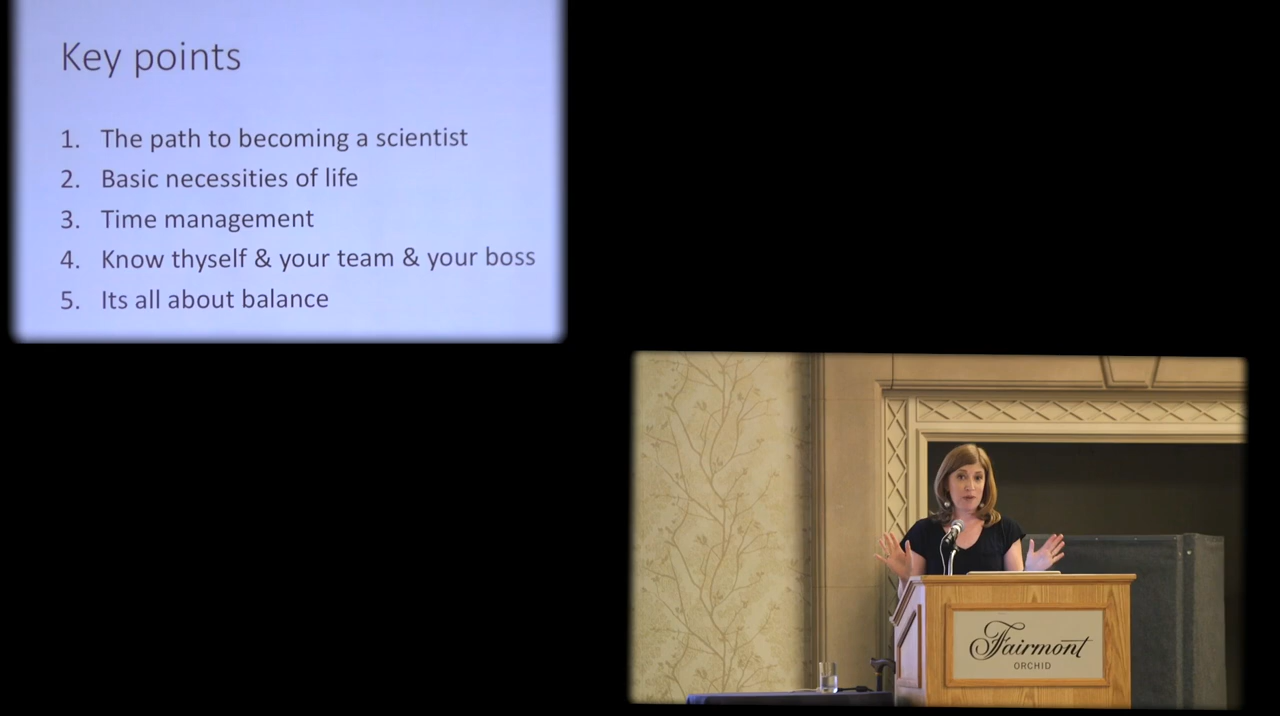 Key points
1. The path to becoming a scientist
2. Basic necessities of life
3. Time management
4. Know thyself & your team & your boss
5. Its all about balance
Fairmont
ORCHID